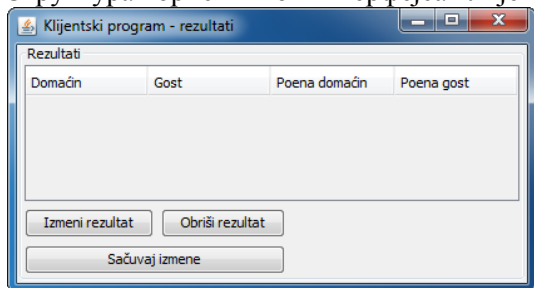 Klijentski program - rezultati
Rezultati
Domaćin Gost Poena domaćin Poena gost
Izmeni rezultat Obriši rezultat
Sačuvaj izmene